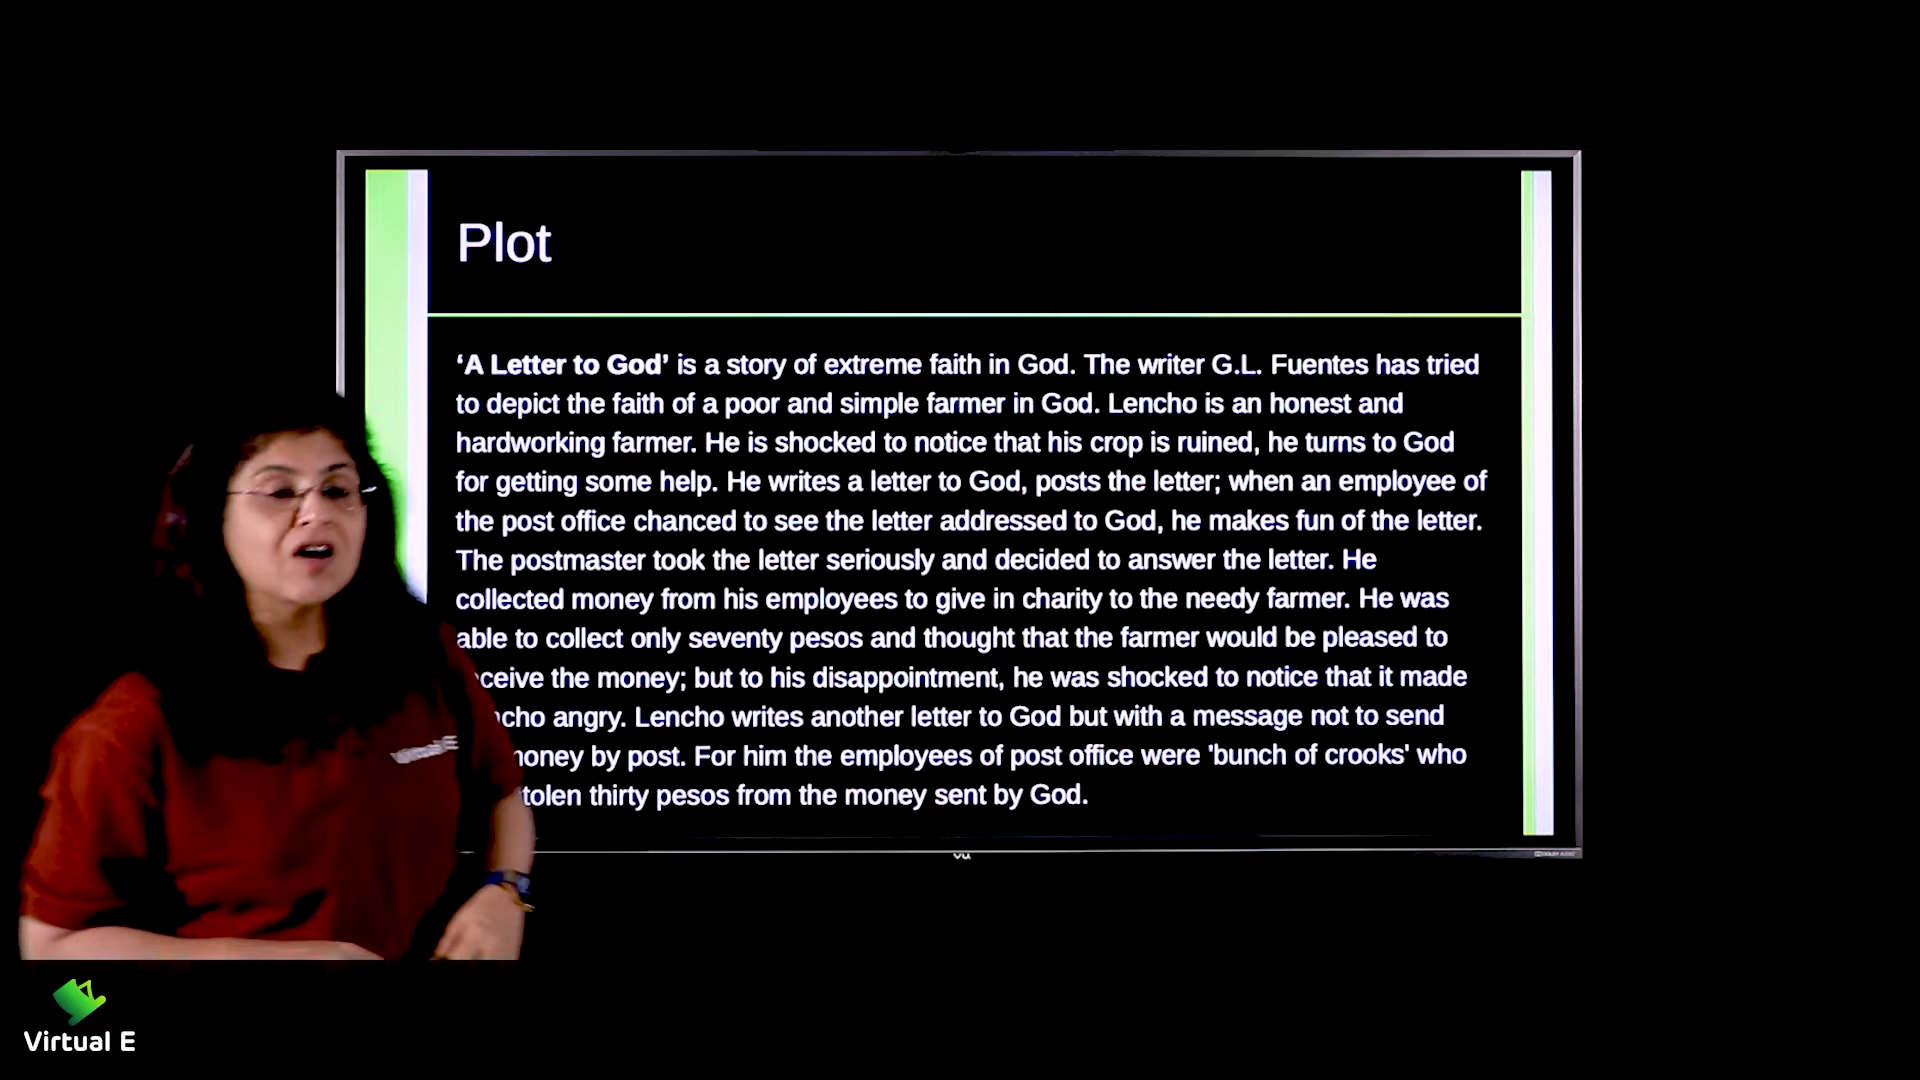 Plot
‘A Letter to God’ is a story of extreme faith in God. The writer G.L. Fuentes has tried
to depict the faith of a poor and simple farmer in God. Lencho is an honest and
hardworking farmer. He is shocked to notice that his crop is ruined, he turns to God
for getting some help. He writes a letter to God, posts the letter; when an employee of
the post office chanced to see the letter addressed to God, he makes fun of the letter.
The postmaster took the letter seriously and decided to answer the letter. He
collected money from his employees to give in charity to the needy farmer. He was
able to collect only seventy pesos and thought that the farmer would be pleased to
the money; but to his disappointment, he was shocked to notice that it made
angry. Lencho writes another letter to God but with a message not to send
by post. For him the employees of post office were 'bunch of crooks' who
thirty pesos from the money sent by God.
Vu
Virtual E